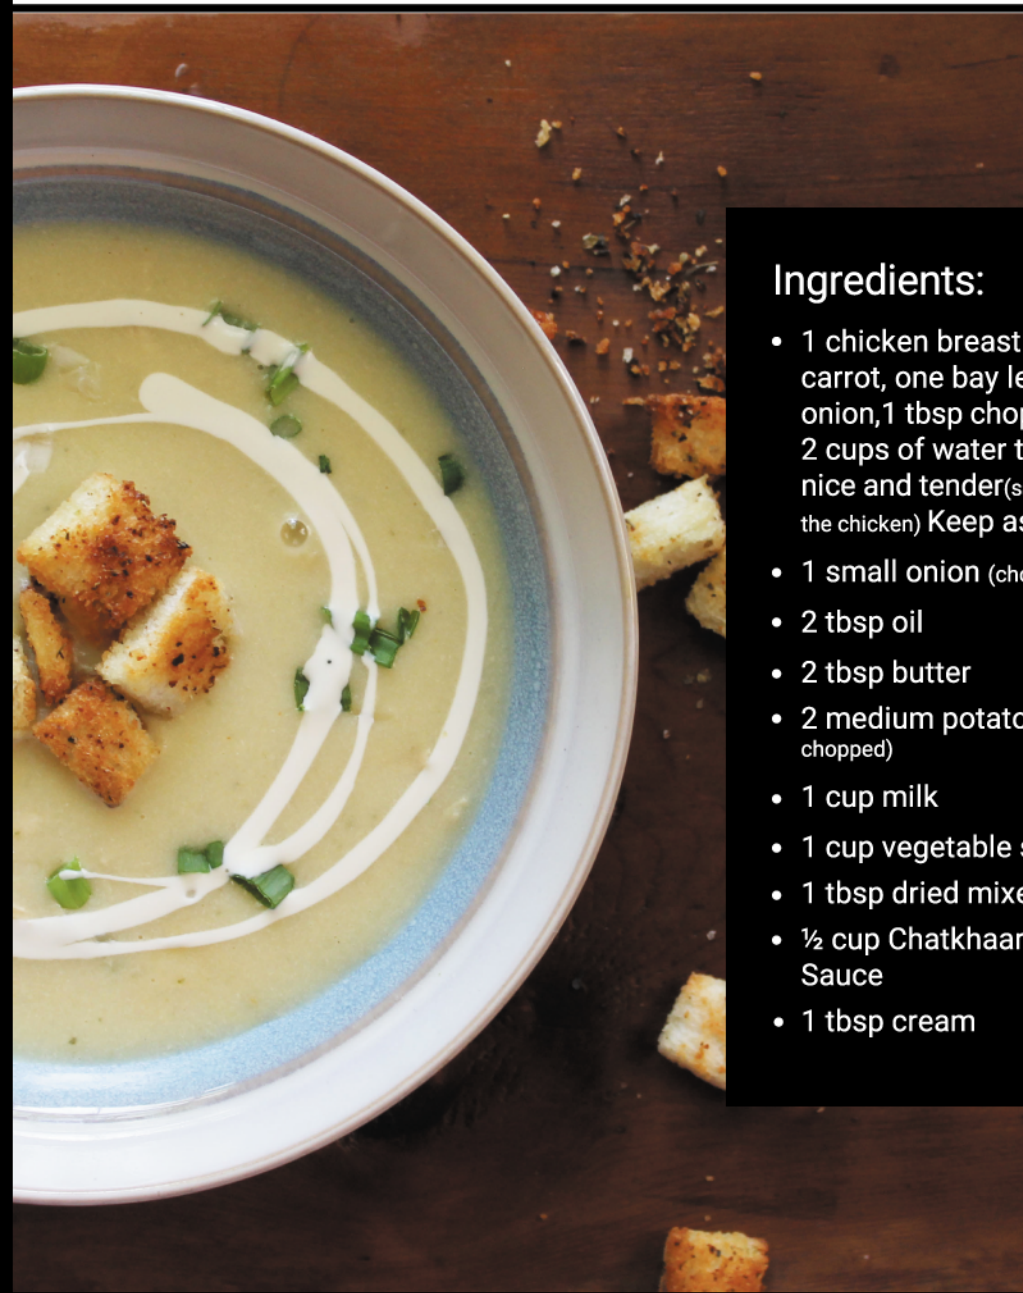 Ingredients:
• 1 chicken breast
carrot, one bay
onion,1 tbsp
2 cups of water
nice and tender
the chicken) Keep
• 1 small onion
• 2 tbsp oil
• 2 tbsp butter
• 2 medium
chopped)
• 1 cup milk
• 1 cup vegetable
• 1 tbsp dried
• ½ cup
Sauce
• 1 tbsp cream